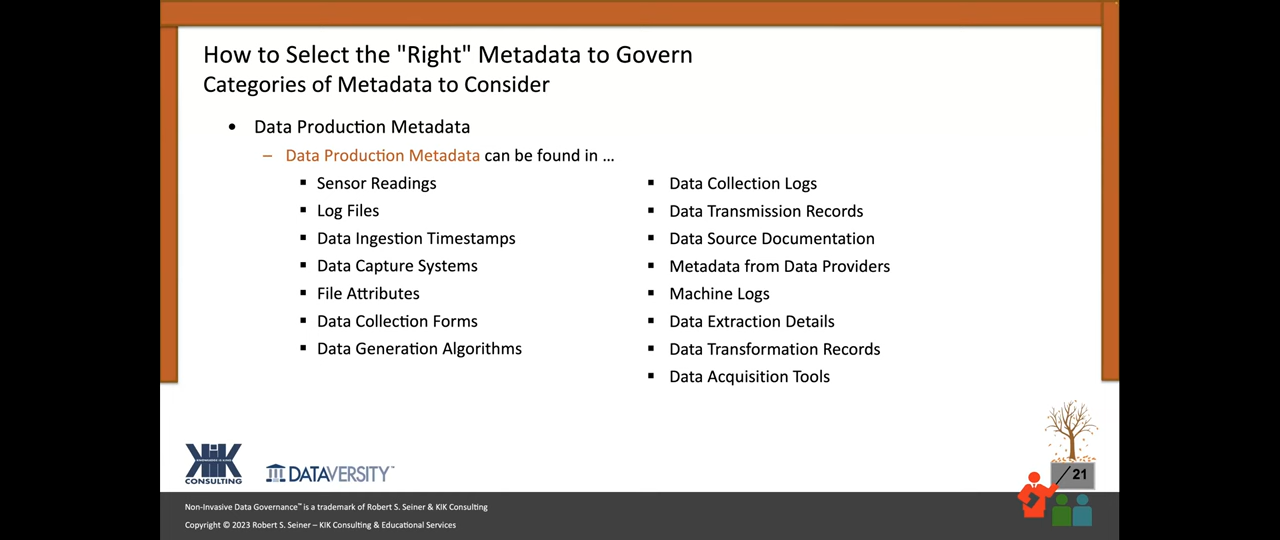 How to Select the "Right" Metadata to Govern
Categories of Metadata to Consider
• Data Production Metadata
– Data Production Metadata can be found in ...
▪ Sensor Readings
▪ Log Files
▪ Data Ingestion Timestamps
▪ Data Capture Systems
▪ File Attributes
▪ Data Collection Forms
▪ Data Generation Algorithms
▪ Data Collection Logs
▪ Data Transmission Records
▪ Data Source Documentation
▪ Metadata from Data Providers
▪ Machine Logs
▪ Data Extraction Details
▪ Data Transformation Records
▪ Data Acquisition Tools
KIK
CONSULTING
DATAVERSITY™
21
Non-Invasive Data Governance™ is a trademark of Robert S. Seiner & KIK Consulting
Copyright © 2023 Robert S. Seiner – KIK Consulting & Educational Services